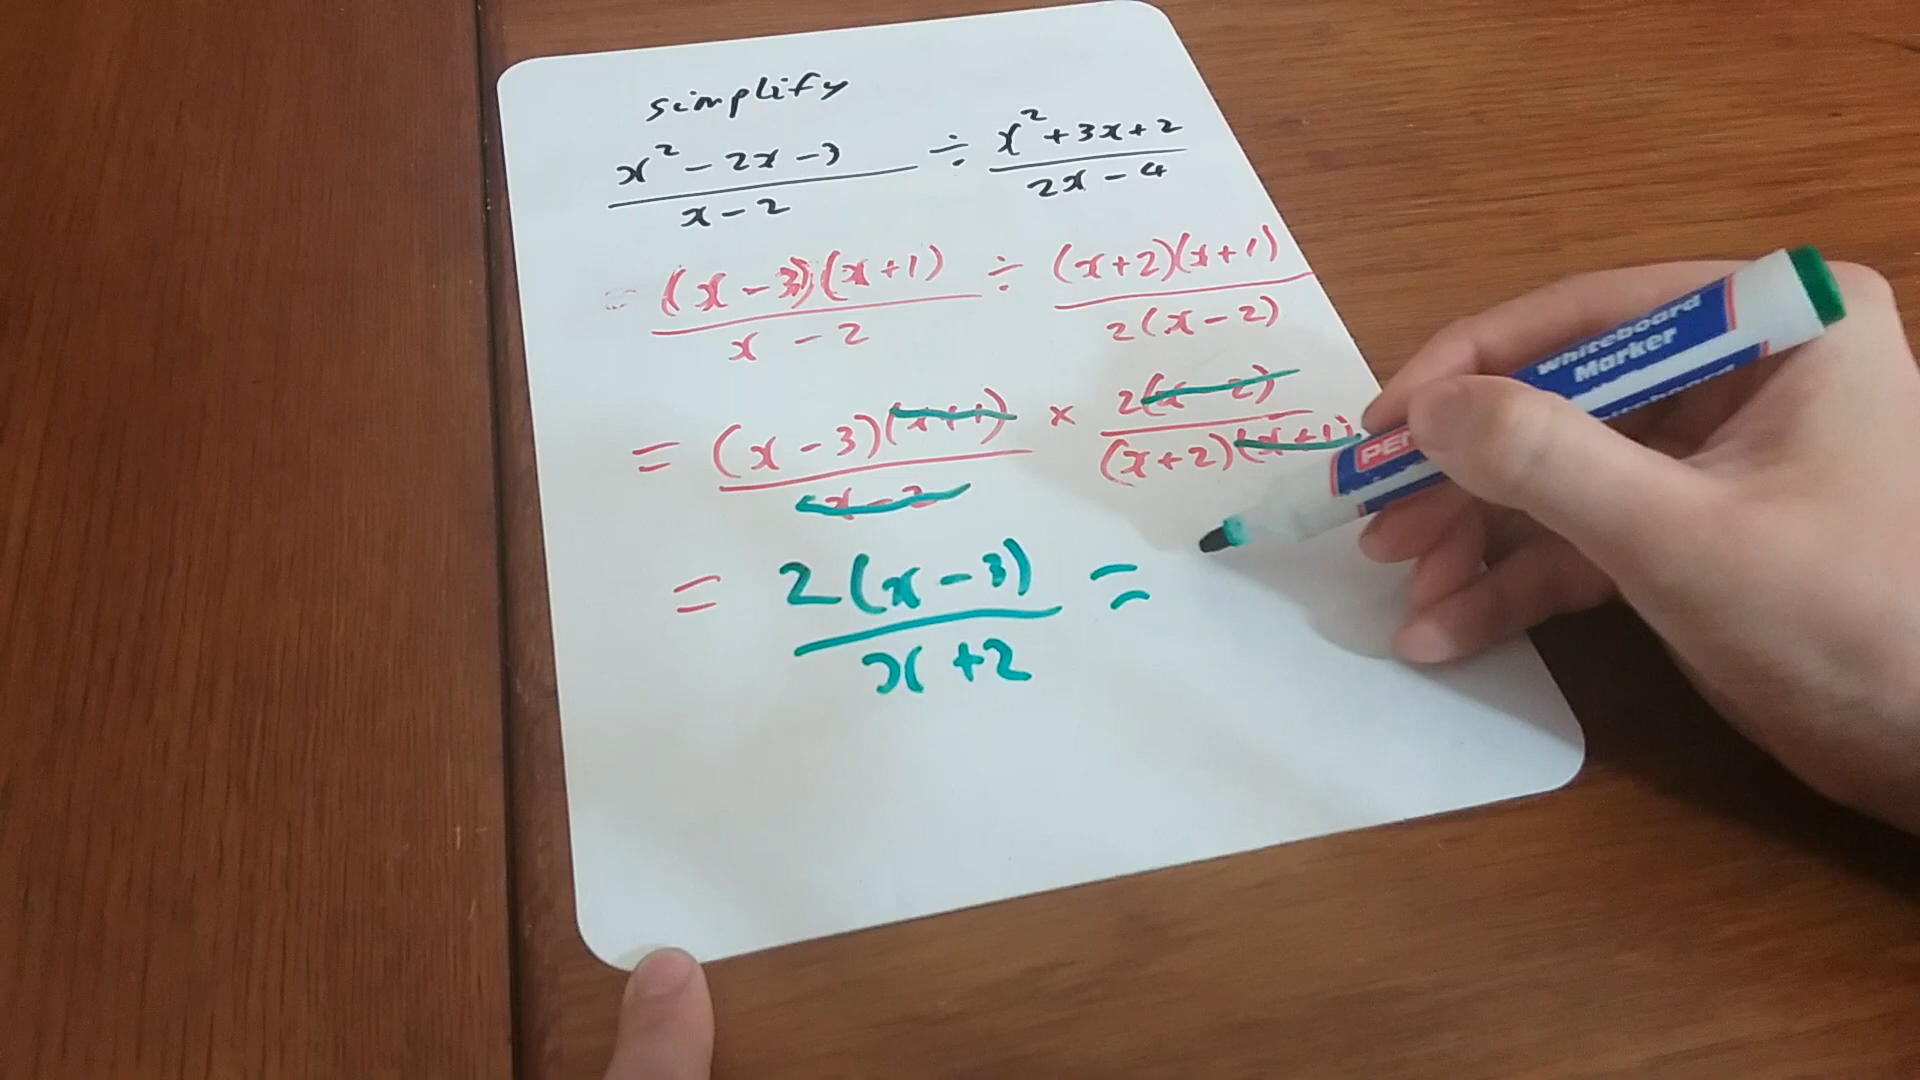 simplify
x² - 2x - 3 / x - 2 ÷ x² + 3x + 2 / 2x - 4
= (x - 3)(x + 1) / x - 2 ÷ (x + 2)(x + 1) / 2(x - 2)
= (x - 3)(x + 1) / x - 2 × 2(x - 2) / (x + 2)(x + 1)
= 2(x - 3) / x + 2 =
Whiteboard
Marker